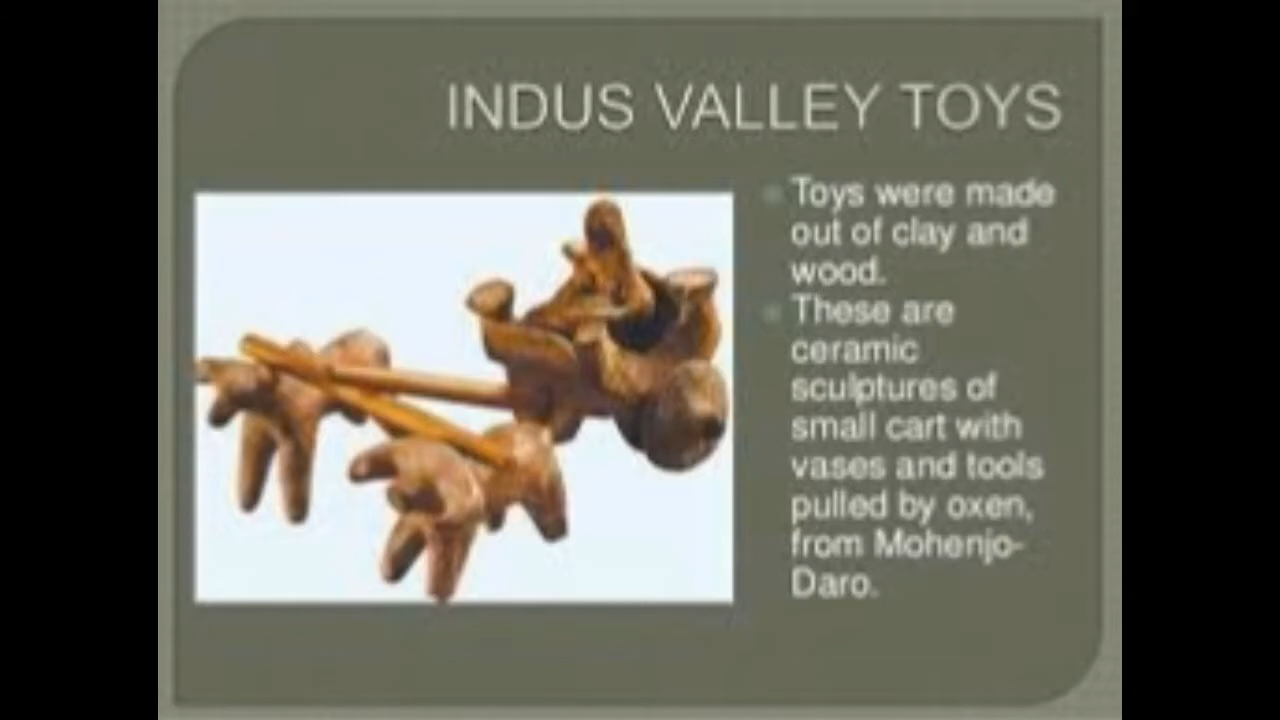 INDUS VALLEY TOYS
Toys were made
out of clay and
wood.
These are
ceramic
sculptures of
small cart with
vases and tools
pulled by oxen,
from Mohenjo-
Daro.